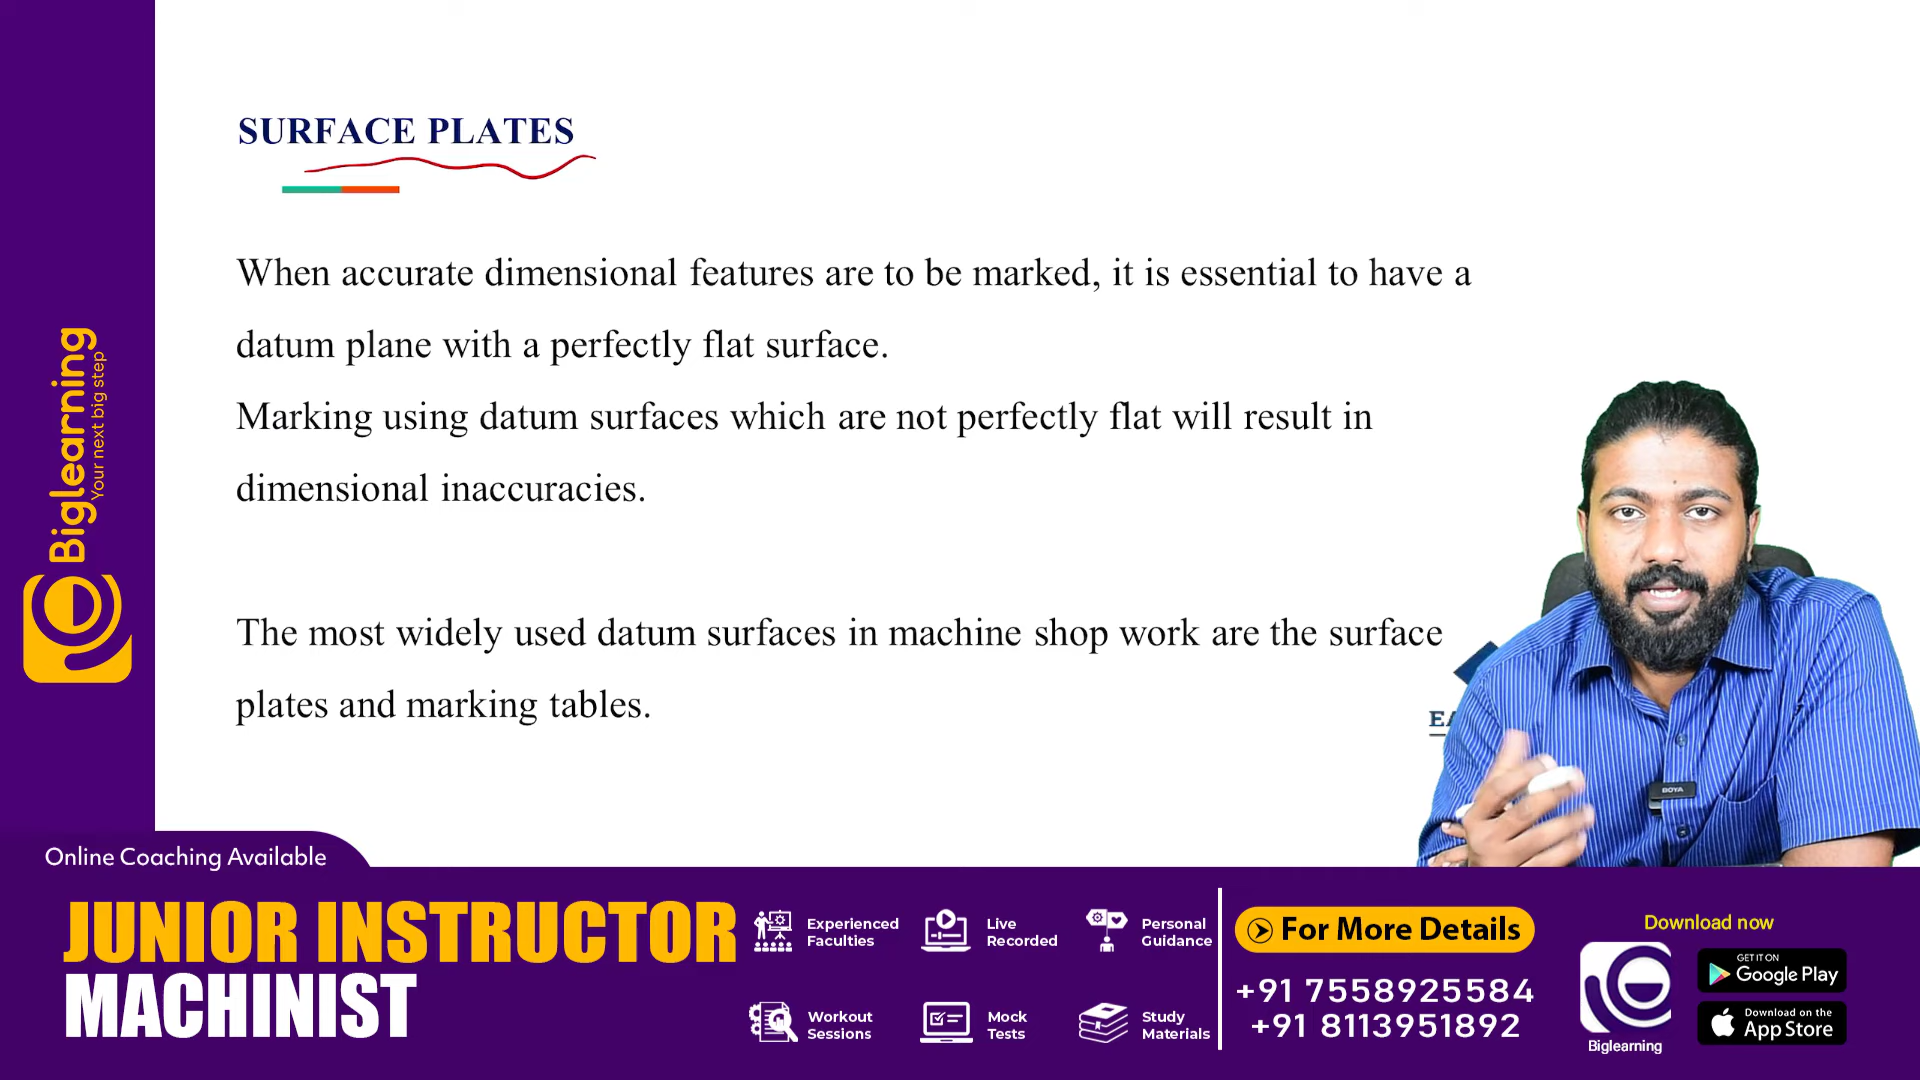 SURFACE PLATES
When accurate dimensional features are to be marked, it is essential to have a
datum plane with a perfectly flat surface.
Marking using datum surfaces which are not perfectly flat will result in
dimensional inaccuracies.
The most widely used datum surfaces in machine shop work are the surface
plates and marking tables.
Biglearning
Your next big step
EA
BOYA
Online Coaching Available
JUNIOR INSTRUCTOR
MACHINIST
Experienced
Faculties
Live
Recorded
Personal
Guidance
Workout
Sessions
Mock
Tests
Study
Materials
For More Details
+91 7558925584
+91 8113951892
Download now
Biglearning
GET IT ON
Google Play
Download on the
App Store